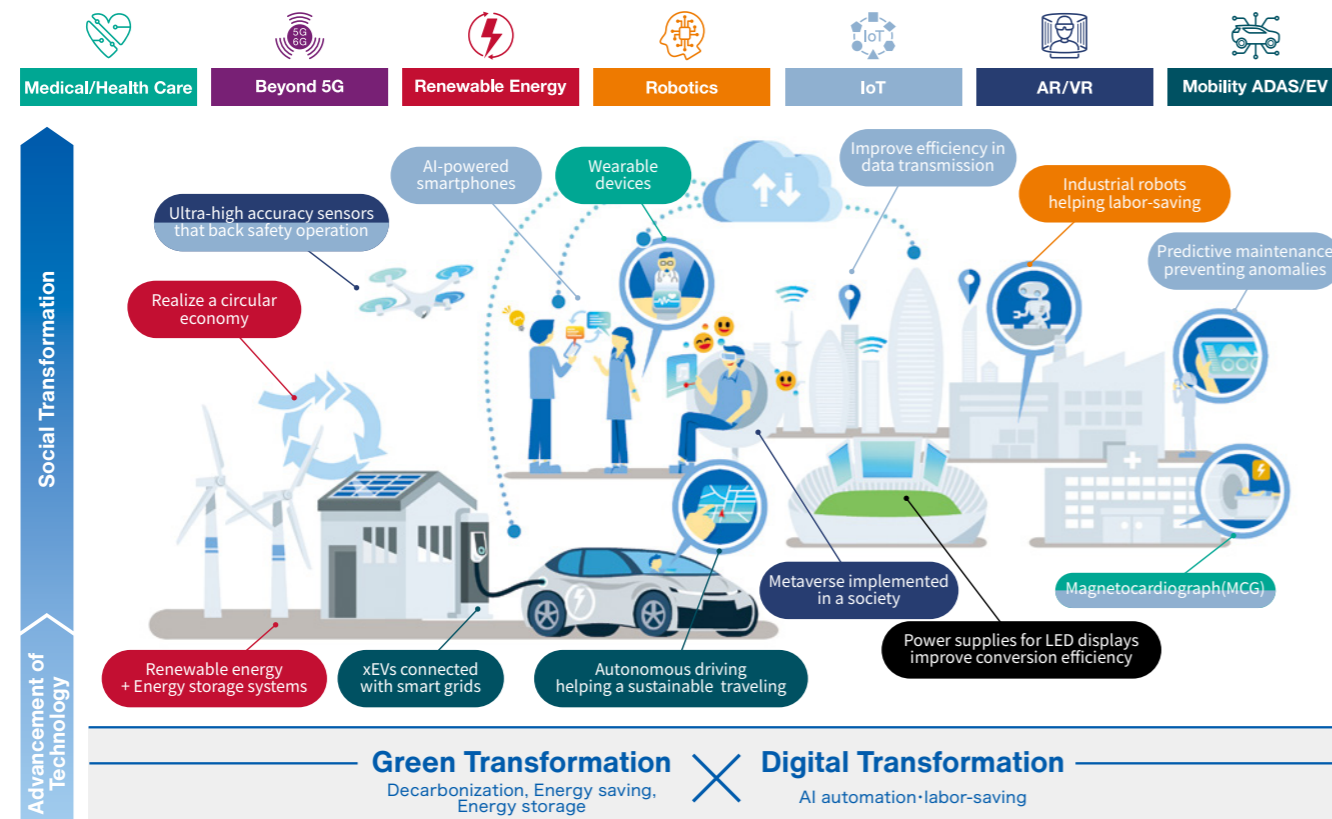 5G
6G
IoT
Medical/Health Care
Beyond 5G
Renewable Energy
Robotics
IoT
AR/VR
Mobility ADAS/EV
Social Transformation
Advancement of
Technology
AI-powered
smartphones
Wearable
devices
Improve efficiency in
data transmission
Industrial robots
helping labor-saving
Ultra-high accuracy sensors
that back safety operation
Predictive maintenance
preventing anomalies
Realize a circular
economy
Metaverse implemented
in a society
Magnetocardiograph(MCG)
Power supplies for LED displays
improve conversion efficiency
Renewable energy
+ Energy storage systems
xEVs connected
with smart grids
Autonomous driving
helping a sustainable traveling
Green Transformation
Decarbonization, Energy saving,
Energy storage
Digital Transformation
AI automation・labor-saving